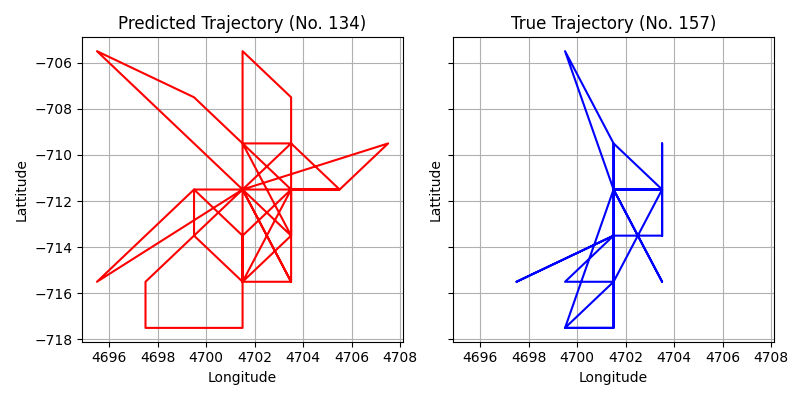 Predicted Trajectory (No. 134)
True Trajectory (No. 157)
−706
−708
−710
−712
−714
−716
−718
Lattitude
Lattitude
4696 4698 4700 4702 4704 4706 4708
4696 4698 4700 4702 4704 4706 4708
Longitude
Longitude